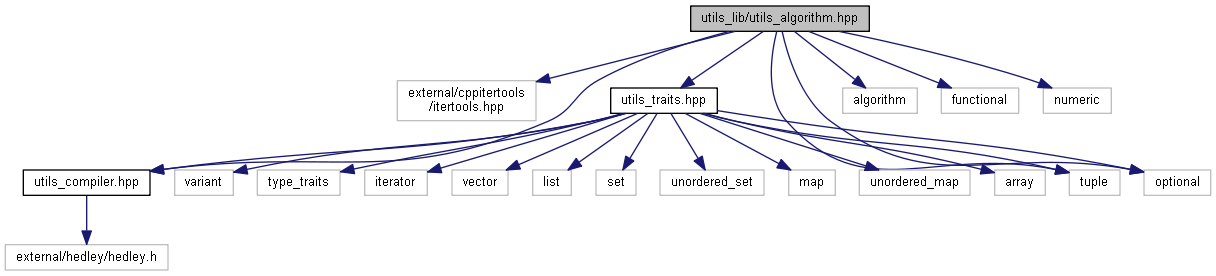 utils_lib/utils_algorithm.hpp
external/cppitertools
/itertools.hpp
utils_traits.hpp
algorithm
functional
numeric
utils_compiler.hpp
variant
type_traits
iterator
vector
list
set
unordered_set
map
unordered_map
array
tuple
optional
external/hedley/hedley.h